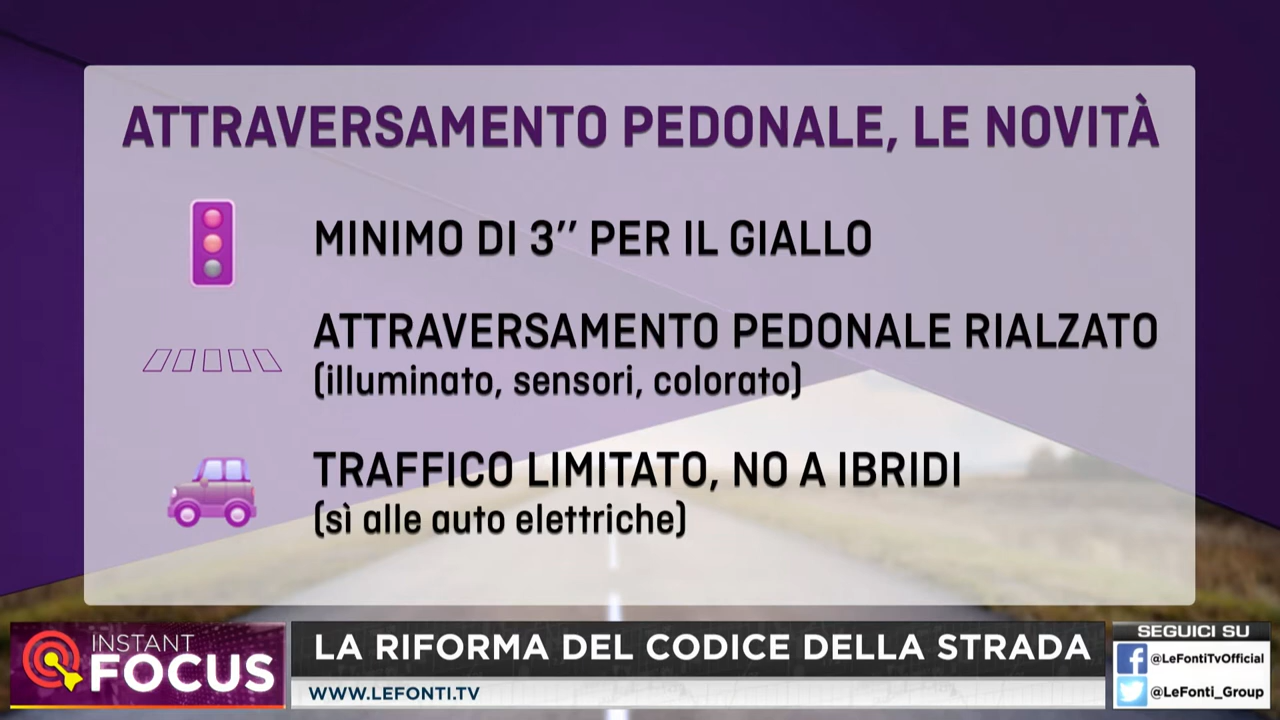 ATTRAVERSAMENTO PEDONALE, LE NOVITÀ
MINIMO DI 3’’ PER IL GIALLO
ATTRAVERSAMENTO PEDONALE RIALZATO
(illuminato, sensori, colorato)
TRAFFICO LIMITATO, NO A IBRIDI
(sì alle auto elettriche)
INSTANT
FOCUS
LA RIFORMA DEL CODICE DELLA STRADA
WWW.LEFONTI.TV
SEGUICI SU
@LeFontiTvOfficial
@LeFonti_Group